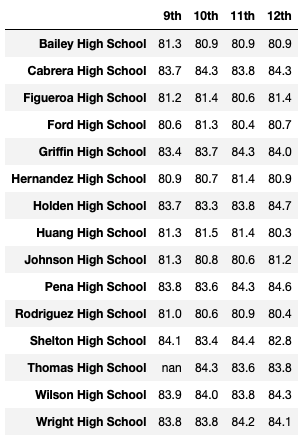 9th 10th 11th 12th
Bailey High School 81.3 80.9 80.9 80.9
Cabrera High School 83.7 84.3 83.8 84.3
Figueroa High School 81.2 81.4 80.6 81.4
Ford High School 80.6 81.3 80.4 80.7
Griffin High School 83.4 83.7 84.3 84.0
Hernandez High School 80.9 80.7 81.4 80.9
Holden High School 83.7 83.3 83.8 84.7
Huang High School 81.3 81.5 81.4 80.3
Johnson High School 81.3 80.8 80.6 81.2
Pena High School 83.8 83.6 84.3 84.6
Rodriguez High School 81.0 80.6 80.9 80.4
Shelton High School 84.1 83.4 84.4 82.8
Thomas High School nan 84.3 83.6 83.8
Wilson High School 83.9 84.0 83.8 84.3
Wright High School 83.8 83.8 84.2 84.1